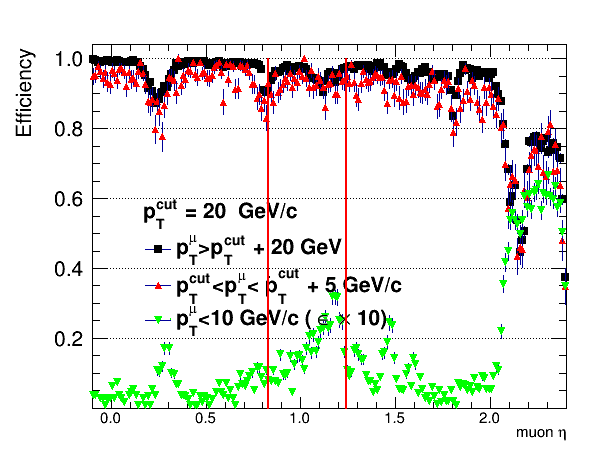 Efficiency
1.0
0.8
0.6
0.4
0.2
p_T^cut = 20 GeV/c
p_T^μ>p_T^cut + 20 GeV
p_T^cut<p_T^μ< p_T^cut + 5 GeV/c
p_T^μ<10 GeV/c ( ϵ × 10)
0.0 0.5 1.0 1.5 2.0
muon η